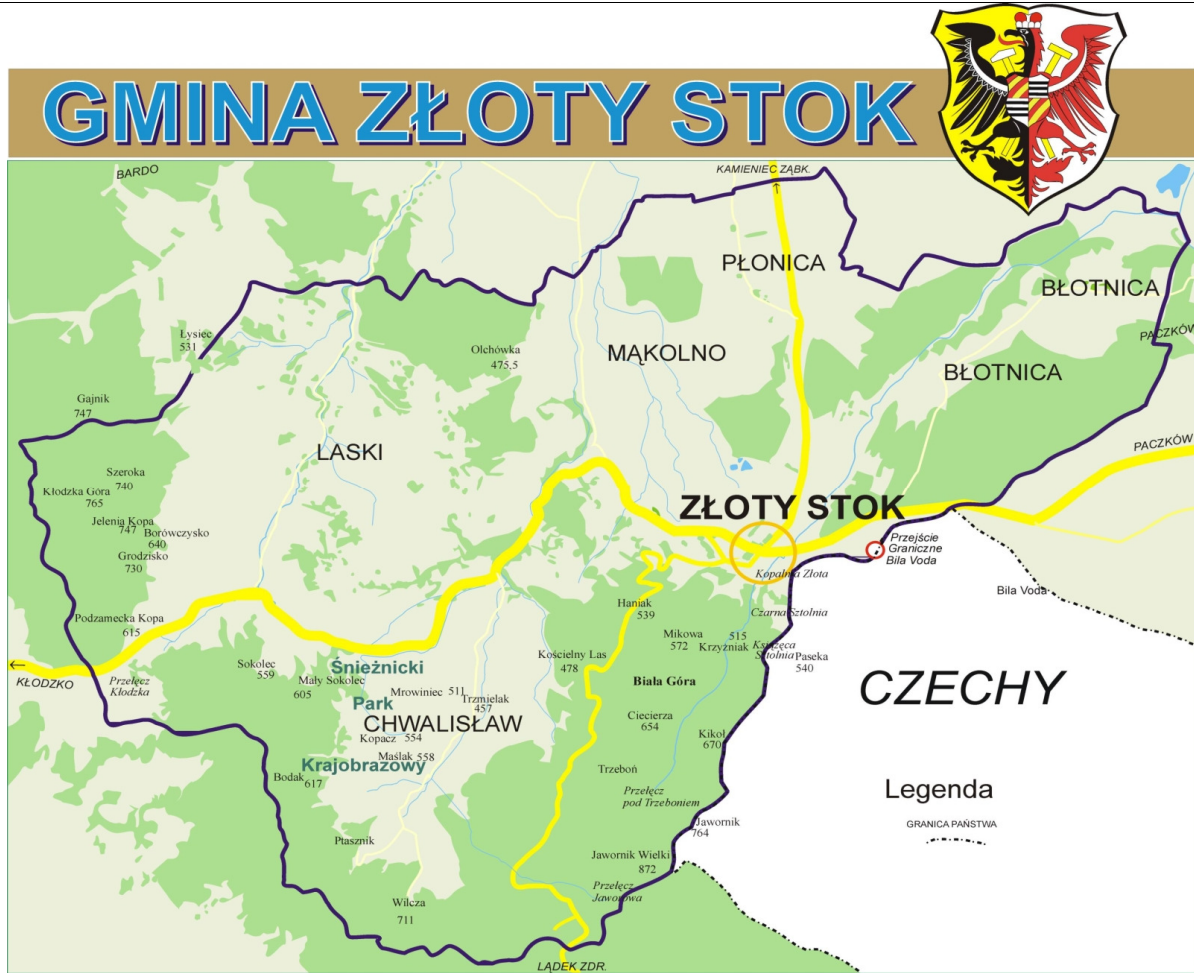 GMINA ZŁOTY STOK
BARDO
KAMIENIEC ZĄBK.
PŁONICA
BŁOTNICA
PACZKÓW
Łysiec
531
Olchówka
475,5
MĄKOLNO
BŁOTNICA
Gajnik
747
LASKI
PACZKÓW
Szeroka
740
Kłodzka Góra
765
Jelenia Kopa
747
Borówczysko
640
Grodzisko
730
ZŁOTY STOK
Przejście
Graniczne
Bila Voda
Kopalnia Złota
Bila Voda
Haniak
539
Czarna Sztolnia
Podzamecka Kopa
615
Mikowa
572
515
Krzyżniak
Książęca
Sztolnia
Paseka
540
Kościelny Las
478
KŁODZKO
Przełęcz
Kłodzka
Sokolec
559
Mały Sokolec
605
Śnieżnicki
Park
Krajobrazowy
Mrowiniec 511
Trzmielak
457
CHWALISŁAW
Kopacz 554
Maślak 558
Biała Góra
CZECHY
Ciecierza
654
Kikoł
670
Bodak
617
Trzeboń
Przełęcz
pod Trzeboniem
Legenda
GRANICA PAŃSTWA
Jawornik
764
Ptasznik
Jawornik Wielki
872
Przełęcz
Jaworowa
Wilcza
711
LĄDEK ZDR.